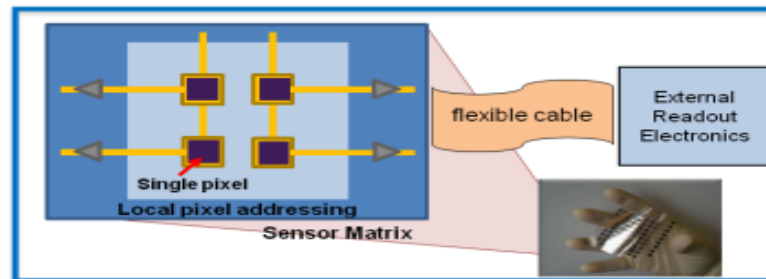 flexible cable
External
Readout
Electronics
Single pixel
Local pixel addressing
Sensor Matrix